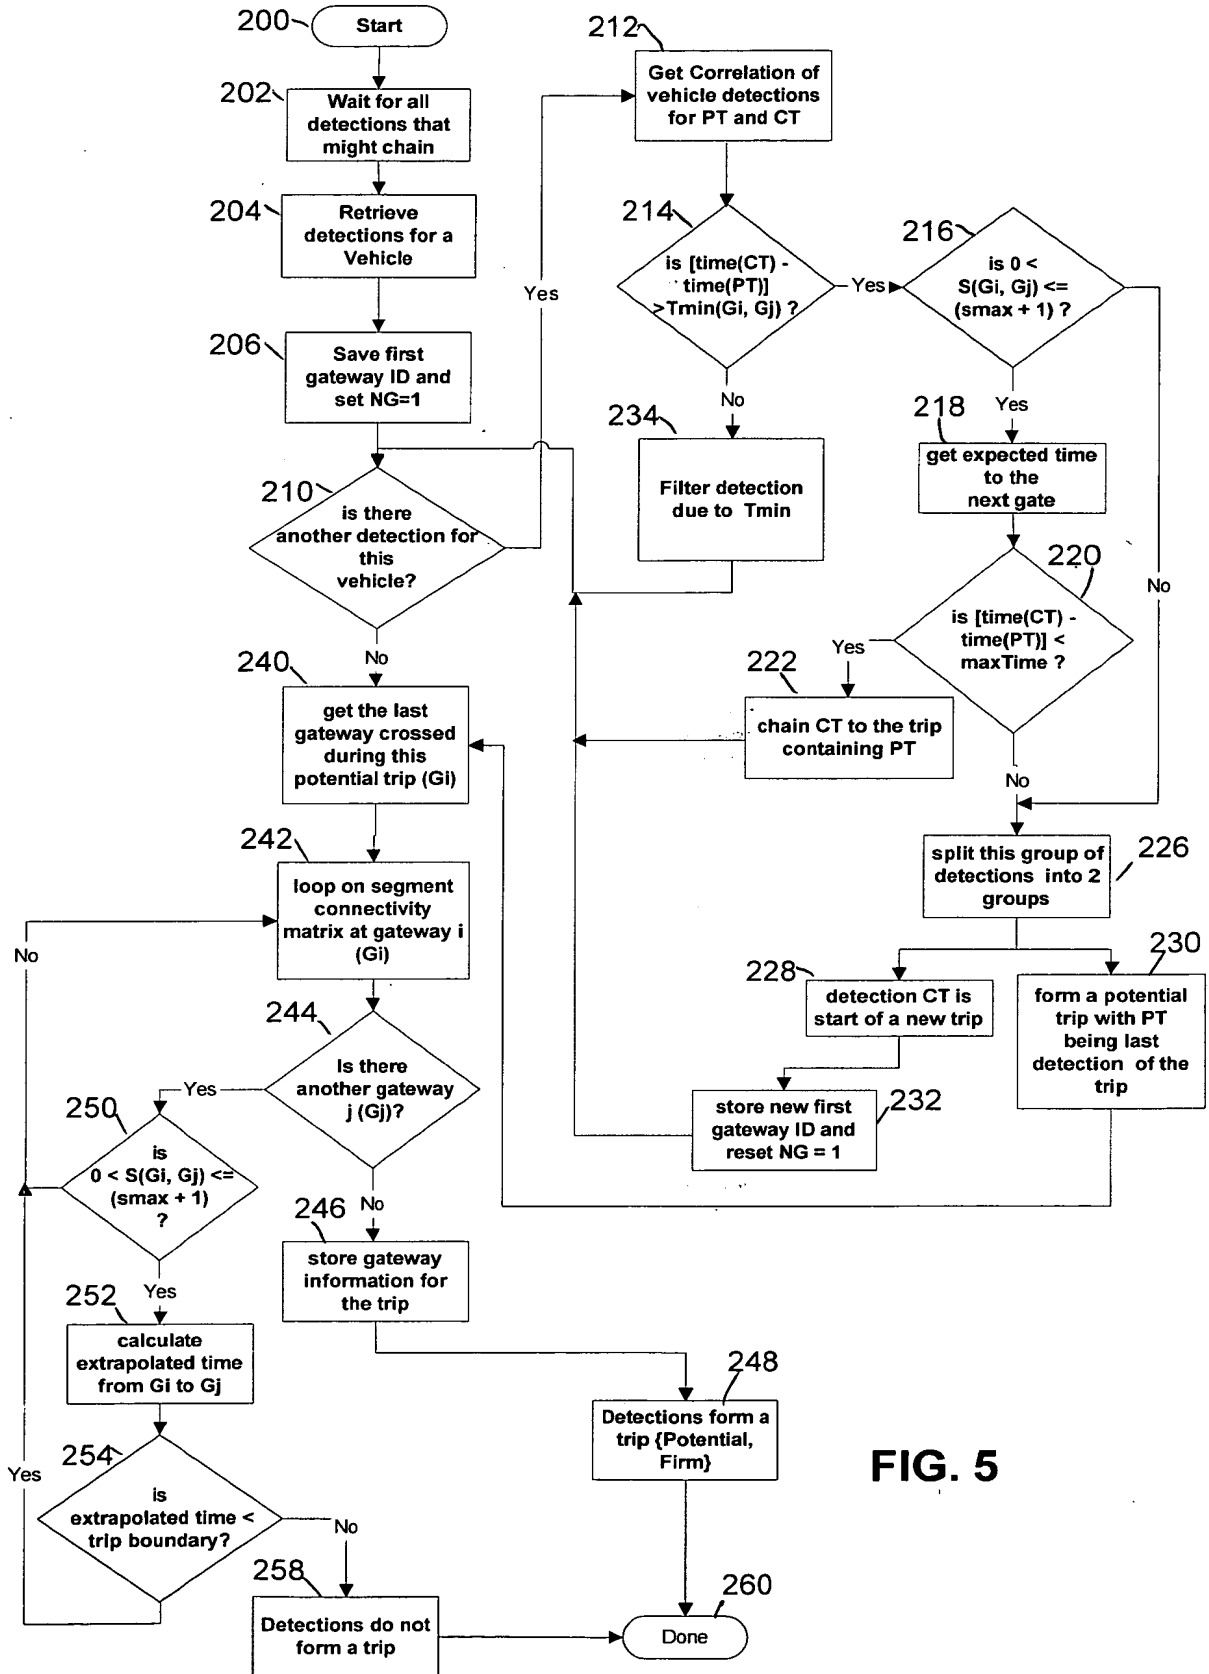 200
Start
202
Wait for all
detections that
might chain
204
Retrieve
detections for a
Vehicle
206
Save first
gateway ID and
set NG=1
210
is there
another detection for
this
vehicle?
Yes
No
212
Get Correlation of
vehicle detections
for PT and CT
214
is [time(CT) -
time(PT)]
>Tmin(Gi, Gj) ?
Yes
No
216
is 0 <
S(Gi, Gj) <=
(smax + 1) ?
Yes
No
218
get expected time
to the
next gate
220
is [time(CT) -
time(PT)] <
maxTime ?
Yes
No
222
chain CT to the trip
containing PT
234
Filter detection
due to Tmin
226
split this group of
detections into 2
groups
228
detection CT is
start of a new trip
230
form a potential
trip with PT
being last
detection of the
trip
232
store new first
gateway ID and
reset NG = 1
240
get the last
gateway crossed
during this
potential trip (Gi)
242
loop on segment
connectivity
matrix at gateway i
(Gi)
244
Is there
another gateway
j (Gj)?
Yes
No
250
is
0 < S(Gi, Gj) <=
(smax + 1)
?
No
Yes
246
store gateway
information for
the trip
252
calculate
extrapolated time
from Gi to Gj
248
Detections form a
trip {Potential,
Firm}
254
is
extrapolated time <
trip boundary?
Yes
No
258
Detections do not
form a trip
260
Done
FIG. 5